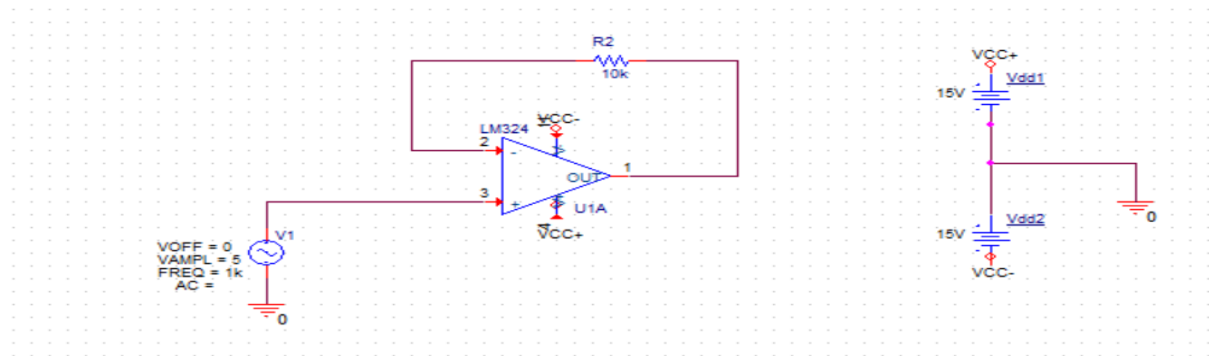 R2
10k
VCC-
LM324
2
-
OUT
1
3
+
U1A
VCC+
V1
VOFF = 0
VAMPL = 5
FREQ = 1k
AC =
0
VCC+
Vdd1
15V
0
Vdd2
15V
VCC-